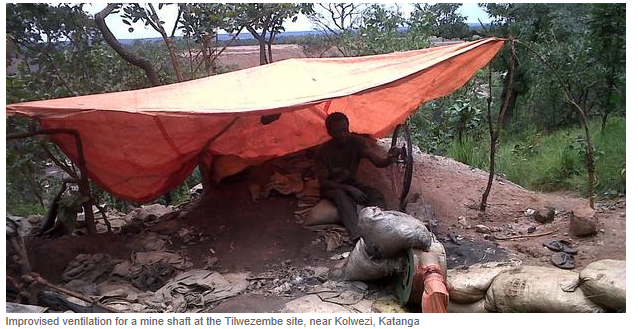 Improvised ventilation for a mine shaft at the Tilwezembe site, near Kolwezi, Katanga